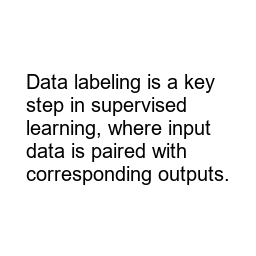 Data labeling is a key
step in supervised
learning, where input
data is paired with
corresponding outputs.